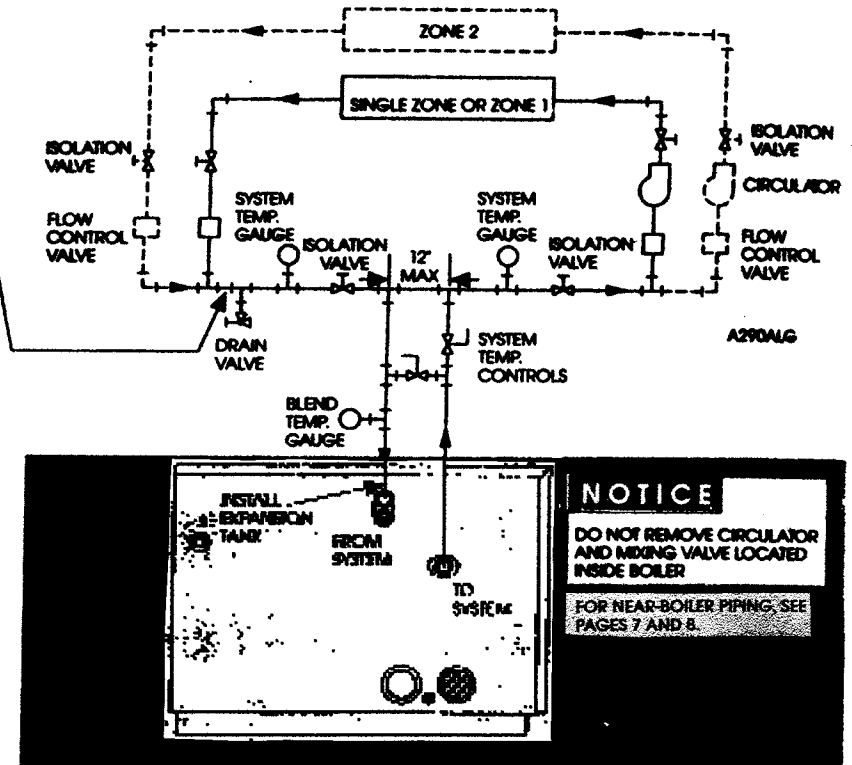 ZONE 2
SINGLE ZONE OR ZONE 1
ISOLATION
VALVE
ISOLATION
VALVE
CIRCULATOR
FLOW
CONTROL
VALVE
SYSTEM
TEMP.
GAUGE
ISOLATION
VALVE
12"
MAX
SYSTEM
TEMP.
GAUGE
ISOLATION
VALVE
FLOW
CONTROL
VALVE
DRAIN
VALVE
SYSTEM
TEMP.
CONTROLS
A290ALG
BLEND
TEMP.
GAUGE
INSTALL
EXPANSION
TANK
FROM
SYSTEM
TO
SYSTEM
NOTICE
DO NOT REMOVE CIRCULATOR
AND MIXING VALVE LOCATED
INSIDE BOILER
FOR NEAR-BOILER PIPING, SEE
PAGES 7 AND 8.